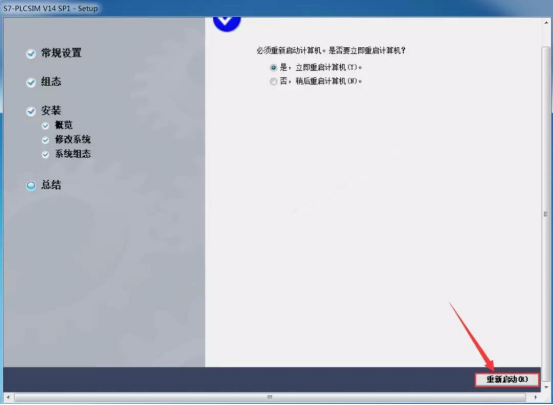 S7-PLCSIM V14 SP1 - Setup
必须重新启动计算机。是否要立即重启计算机?
是，立即重启计算机(Y)。
否，稍后重启计算机(N)。
常规设置
组态
安装
概览
修改系统
系统组态
总结
重新启动(R)